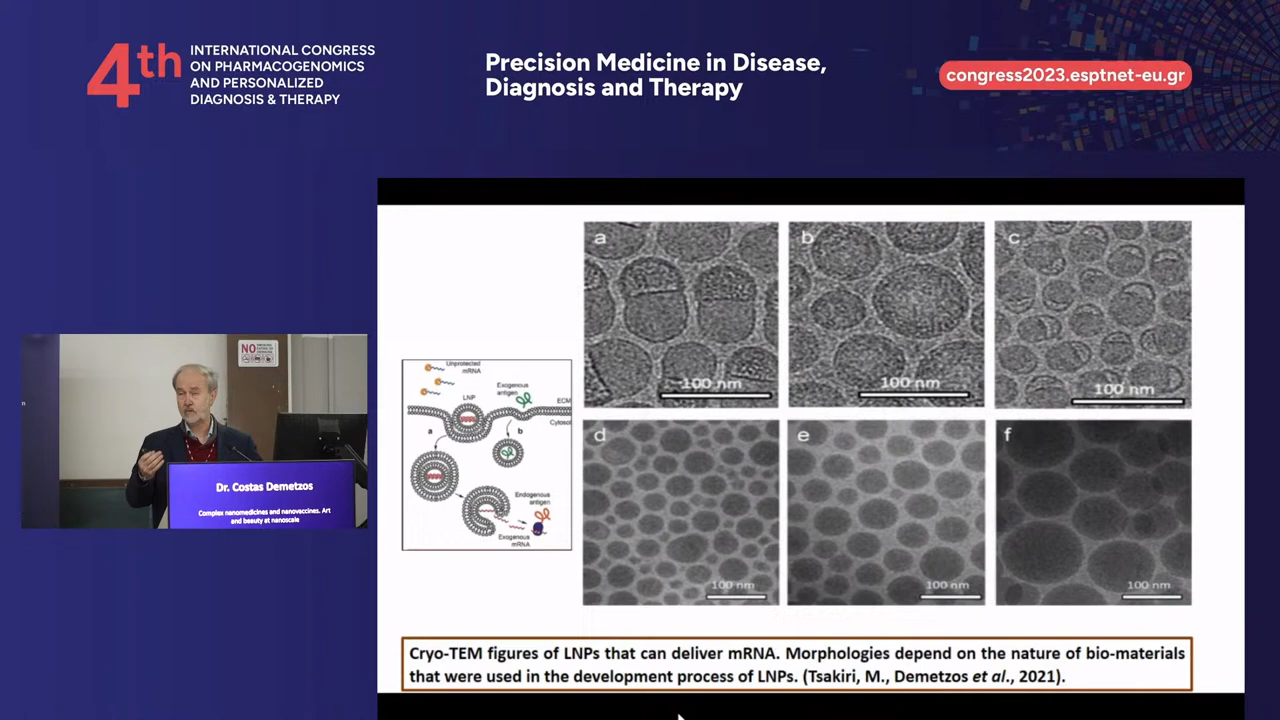 4th
INTERNATIONAL CONGRESS
ON PHARMACOGENOMICS
AND PERSONALIZED
DIAGNOSIS & THERAPY
Precision Medicine in Disease,
Diagnosis and Therapy
congress2023.esptnet-eu.gr
NO
Dr. Costas Demetzos
Complex nanomedicines and nanovaccines. Art
and beauty at nanoscale
Unprotected
mRNA
LNP
Exogenous
antigen
ECM
Cytosol
a
b
Endogenous
antigen
Exogenous
mRNA
a
100 nm
b
100 nm
c
100 nm
d
100 nm
e
100 nm
f
100 nm
Cryo-TEM figures of LNPs that can deliver mRNA. Morphologies depend on the nature of bio-materials
that were used in the development process of LNPs. (Tsakiri, M., Demetzos et al., 2021).